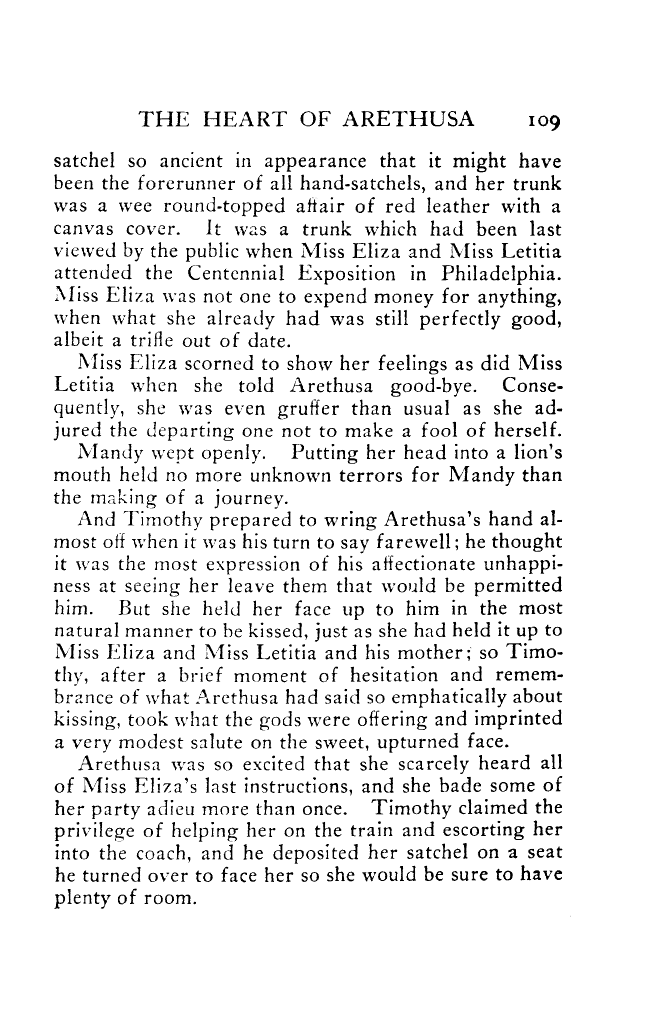 THE HEART OF ARETHUSA 109
satchel so ancient in appearance that it might have
been the forerunner of all hand-satchels, and her trunk
was a wee round-topped affair of red leather with a
canvas cover. It was a trunk which had been last
viewed by the public when Miss Eliza and Miss Letitia
attended the Centennial Exposition in Philadelphia.
Miss Eliza was not one to expend money for anything,
when what she already had was still perfectly good,
albeit a trifle out of date.
Miss Eliza scorned to show her feelings as did Miss
Letitia when she told Arethusa good-bye. Conse-
quently, she was even gruffer than usual as she ad-
jured the departing one not to make a fool of herself.
Mandy wept openly. Putting her head into a lion's
mouth held no more unknown terrors for Mandy than
the making of a journey.
And Timothy prepared to wring Arethusa's hand al-
most off when it was his turn to say farewell; he thought
it was the most expression of his affectionate unhappi-
ness at seeing her leave them that would be permitted
him. But she held her face up to him in the most
natural manner to be kissed, just as she had held it up to
Miss Eliza and Miss Letitia and his mother; so Timo-
thy, after a brief moment of hesitation and remem-
brance of what Arethusa had said so emphatically about
kissing, took what the gods were offering and imprinted
a very modest salute on the sweet, upturned face.
Arethusa was so excited that she scarcely heard all
of Miss Eliza's last instructions, and she bade some of
her party adieu more than once. Timothy claimed the
privilege of helping her on the train and escorting her
into the coach, and he deposited her satchel on a seat
he turned over to face her so she would be sure to have
plenty of room.